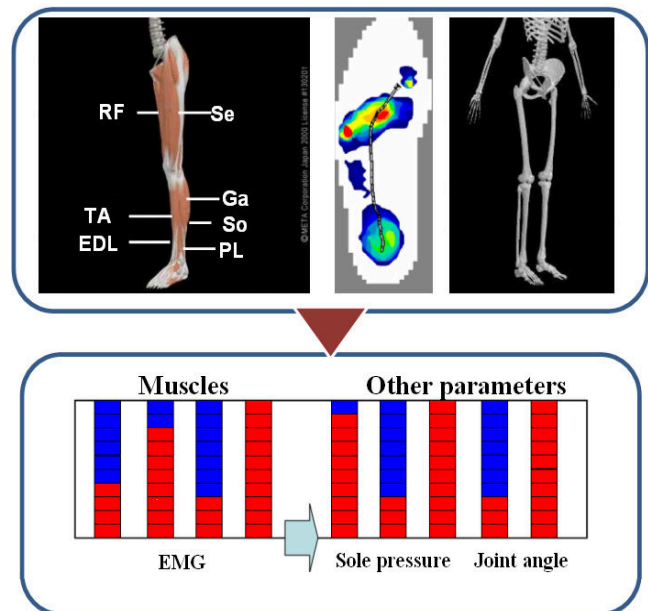 RF
Se
Ga
TA
So
EDL
PL
©META Corporation Japan 2000 License #130201
Muscles
Other parameters
EMG
Sole pressure
Joint angle